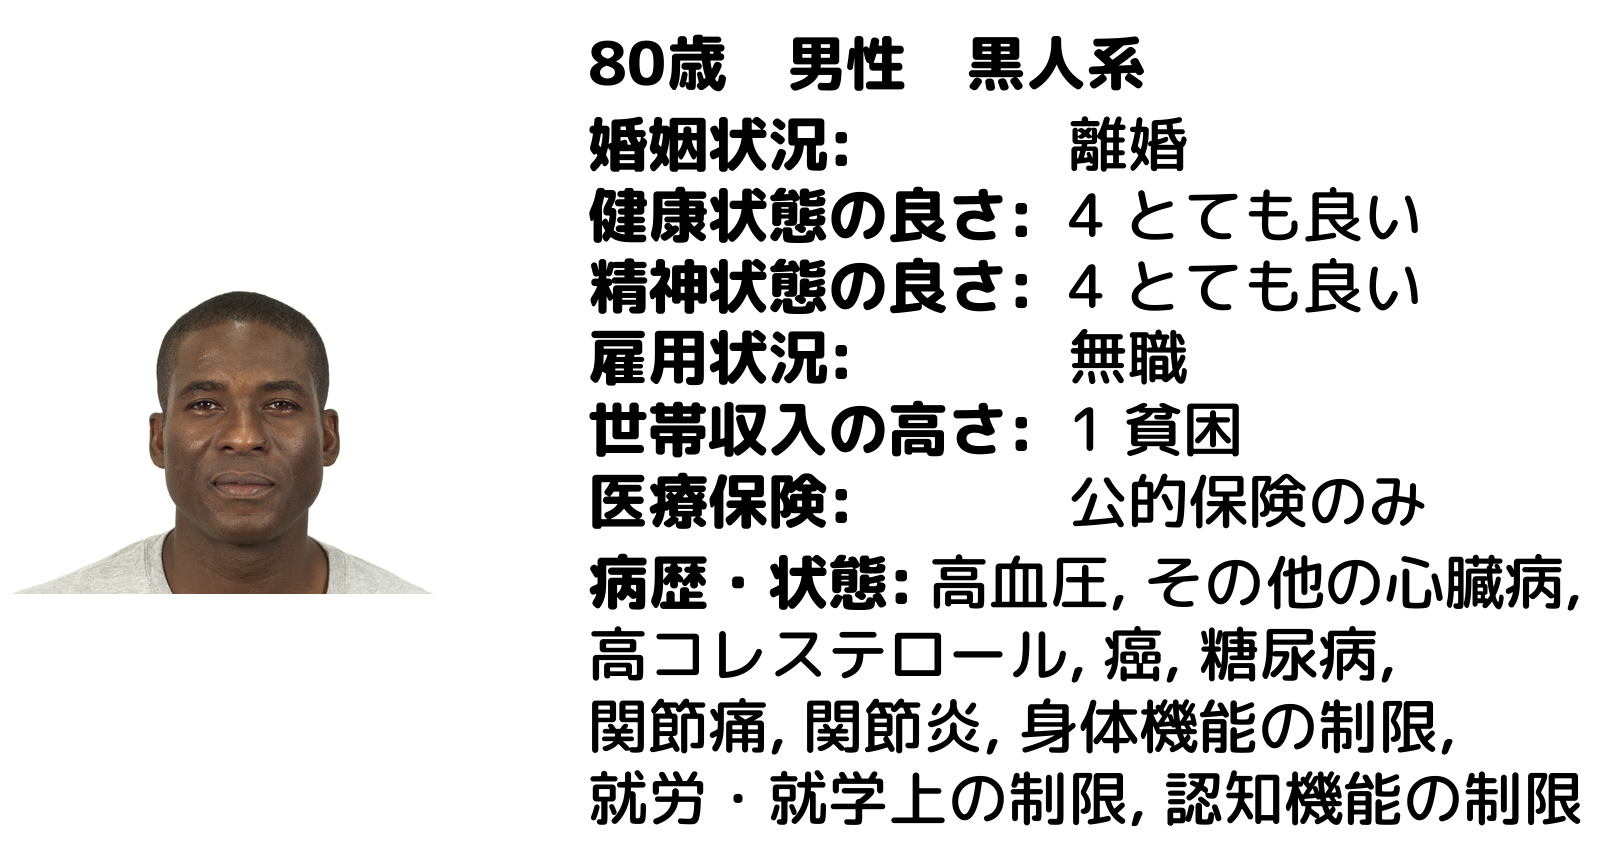 80歳　男性　黒人系
婚姻状況: 離婚
健康状態の良さ: 4 とても良い
精神状態の良さ: 4 とても良い
雇用状況: 無職
世帯収入の高さ: 1 貧困
医療保険: 公的保険のみ
病歴・状態: 高血圧, その他の心臓病,
高コレステロール, 癌, 糖尿病,
関節痛, 関節炎, 身体機能の制限,
就労・就学上の制限, 認知機能の制限